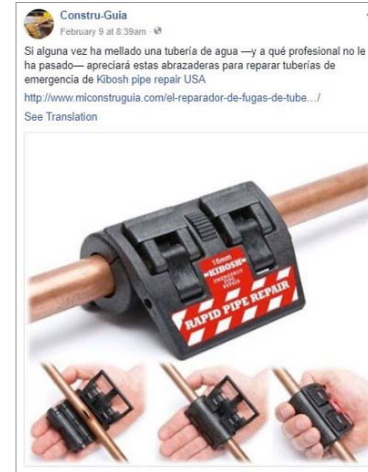 Constru-Guia
February 9 at 8:39am ·
Si alguna vez ha mellado una tubería de agua —y a qué profesional no le
ha pasado— apreciará estas abrazaderas para reparar tuberías de
emergencia de Kibosh pipe repair USA
http://www.miconstruguia.com/el-reparador-de-fugas-de-tube…/
See Translation
15mm
KIBOSH
EMERGENCY
PIPE
REPAIR
RAPID PIPE REPAIR